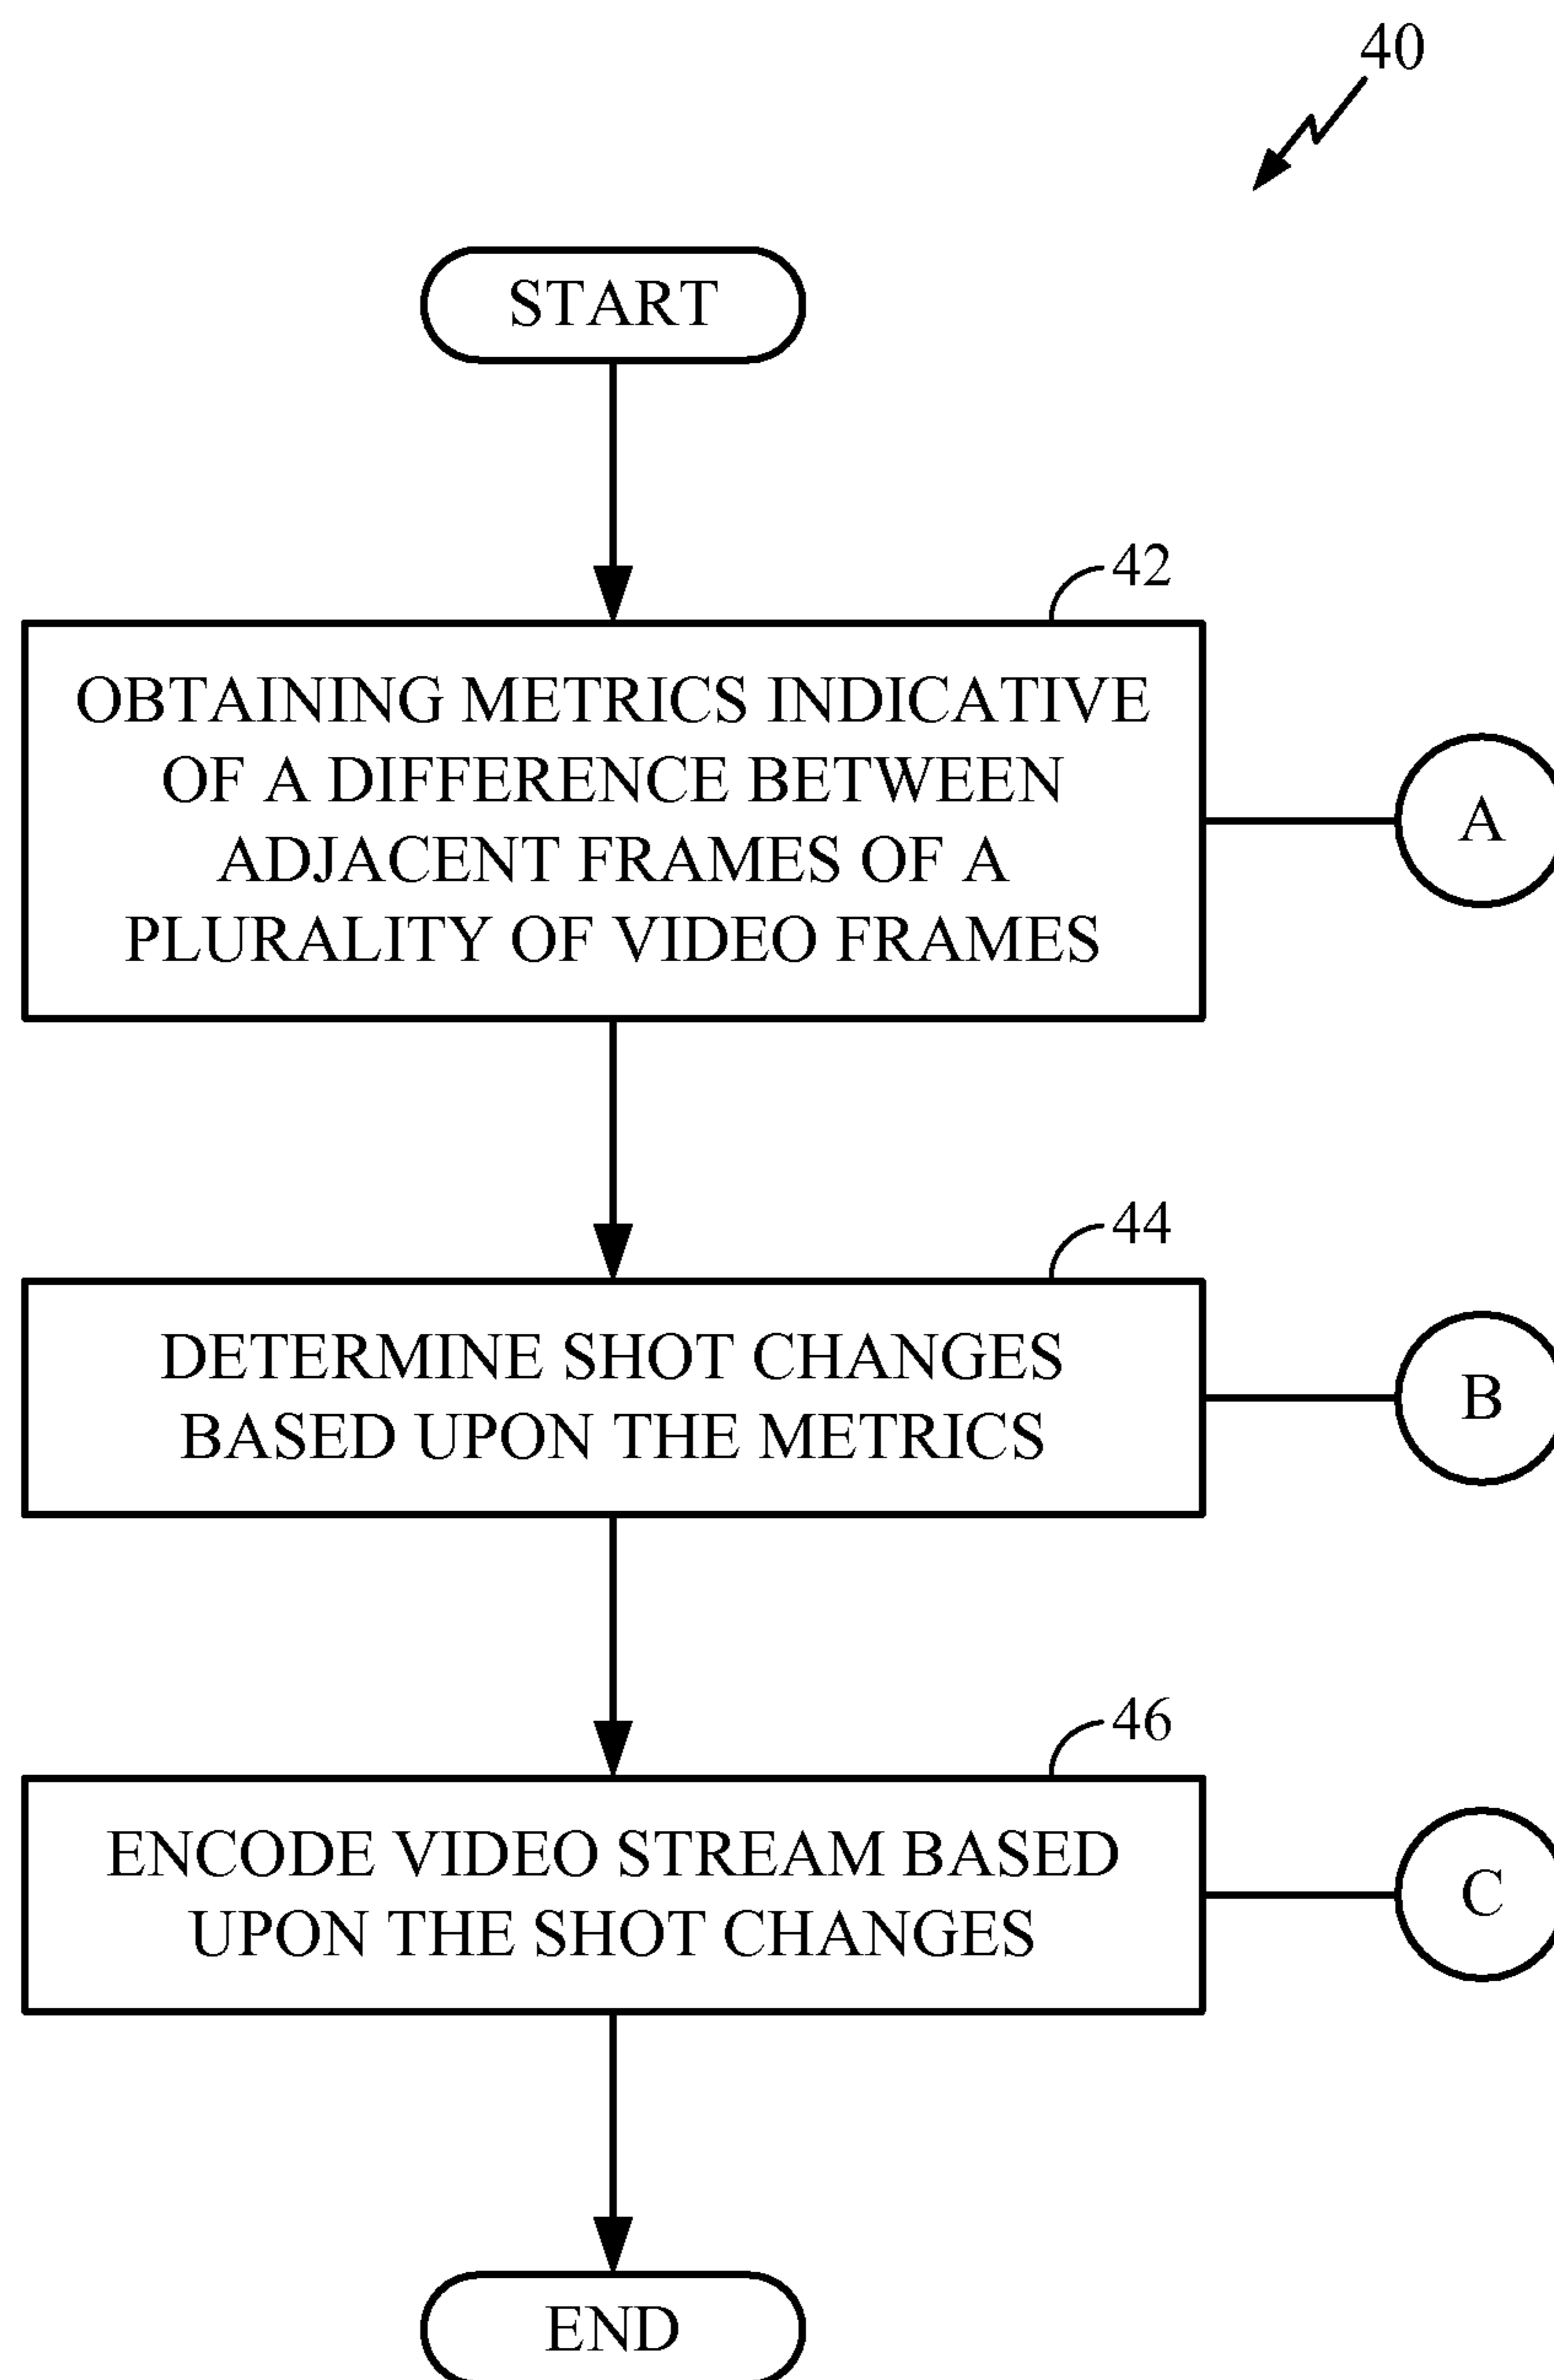 40
START
42
OBTAINING METRICS INDICATIVE
OF A DIFFERENCE BETWEEN
ADJACENT FRAMES OF A
PLURALITY OF VIDEO FRAMES
A
44
DETERMINE SHOT CHANGES
BASED UPON THE METRICS
B
46
ENCODE VIDEO STREAM BASED
UPON THE SHOT CHANGES
C
END